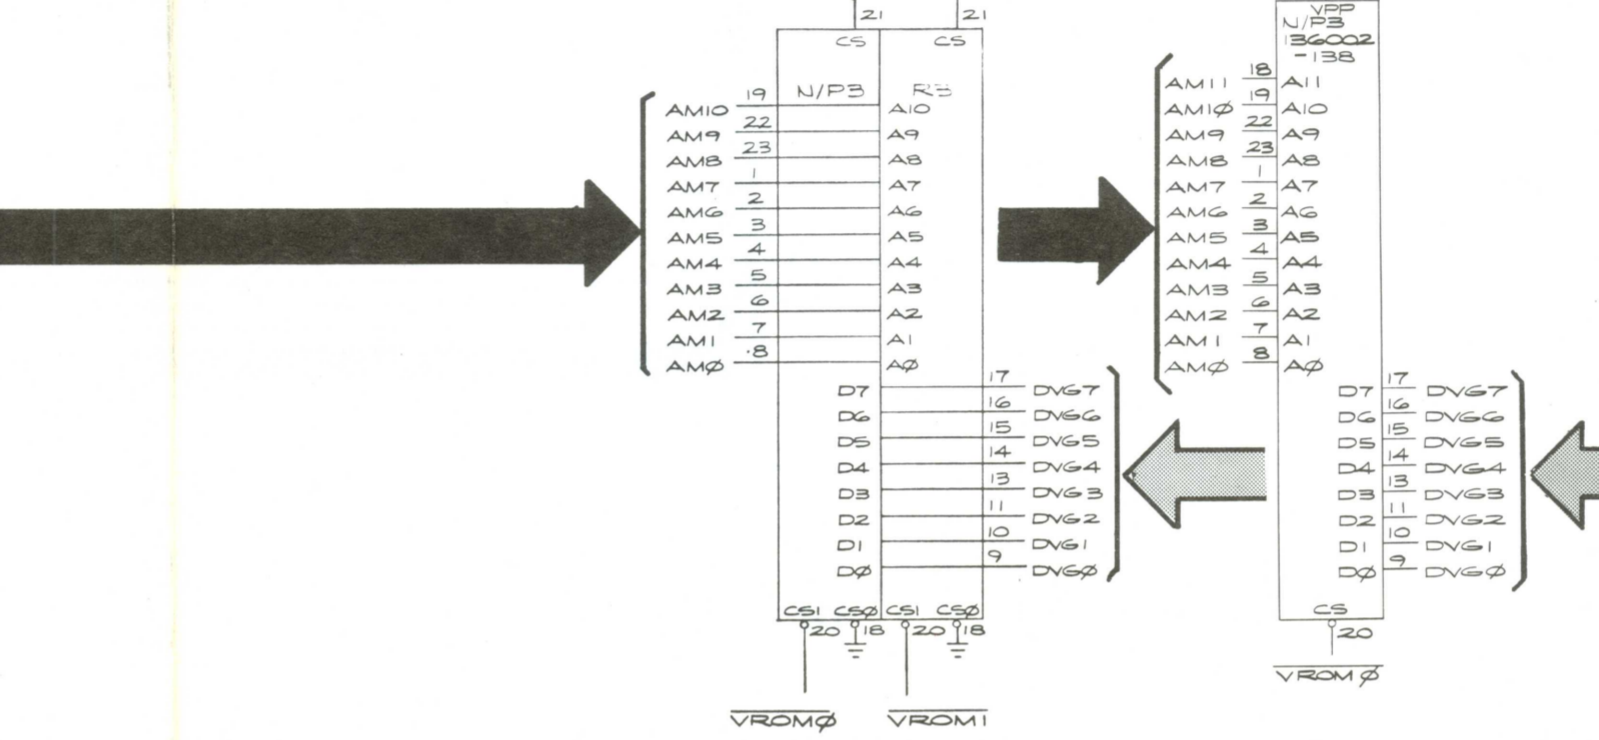 21 21
CS CS
N/P3 R3
AM10 19 A10
AM9 22 A9
AM8 23 A8
AM7 1 A7
AM6 2 A6
AM5 3 A5
AM4 4 A4
AM3 5 A3
AM2 6 A2
AM1 7 A1
AMØ 8 AØ
D7 17 DVG7
D6 16 DVG6
D5 15 DVG5
D4 14 DVG4
D3 13 DVG3
D2 11 DVG2
D1 10 DVG1
DØ 9 DVGØ
CS1 CSØ CS1 CSØ
20 18 20 18
VROMØ VROM1
VPP
N/P3
136002
-138
AM11 18 A11
AM1Ø 19 A10
AM9 22 A9
AM8 23 A8
AM7 1 A7
AM6 2 A6
AM5 3 A5
AM4 4 A4
AM3 5 A3
AM2 6 A2
AM1 7 A1
AMØ 8 AØ
D7 17 DVG7
D6 16 DVG6
D5 15 DVG5
D4 14 DVG4
D3 13 DVG3
D2 11 DVG2
D1 10 DVG1
DØ 9 DVGØ
CS
20
VROMØ